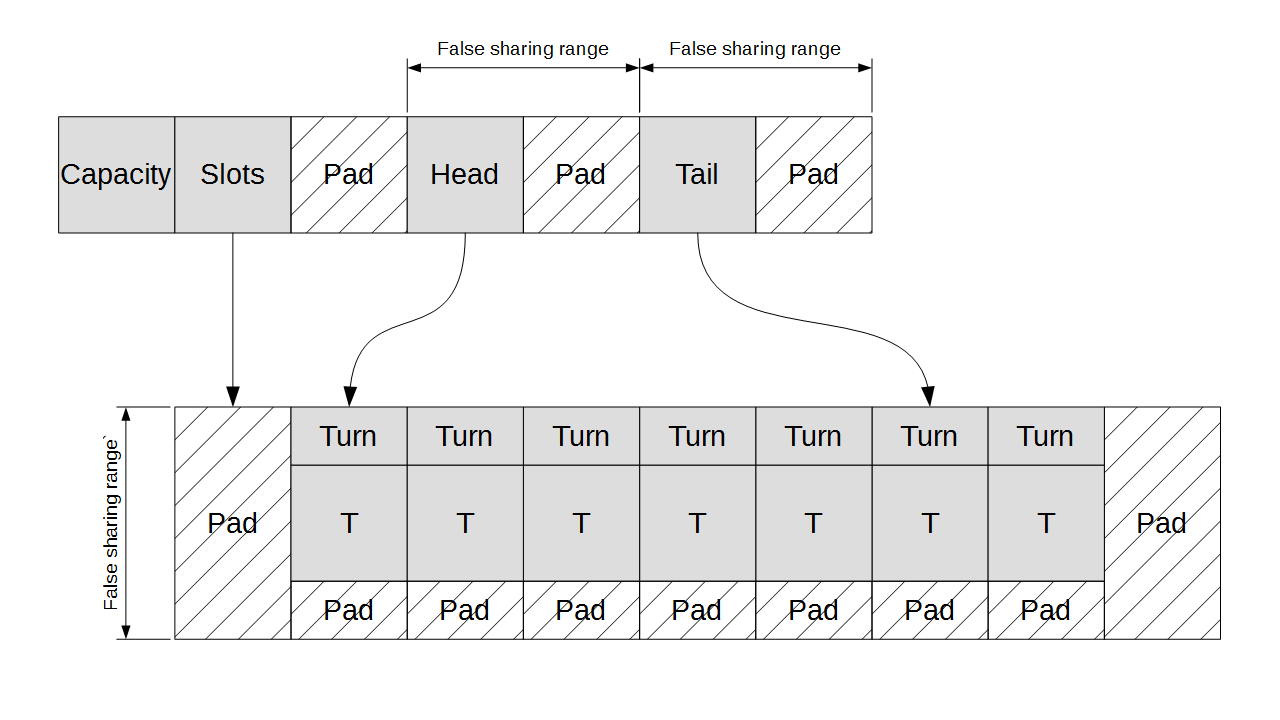 False sharing range False sharing range
Capacity Slots Pad Head Pad Tail Pad
Turn Turn Turn Turn Turn Turn Turn
False sharing range`
Pad T T T T T T T Pad
Pad Pad Pad Pad Pad Pad Pad